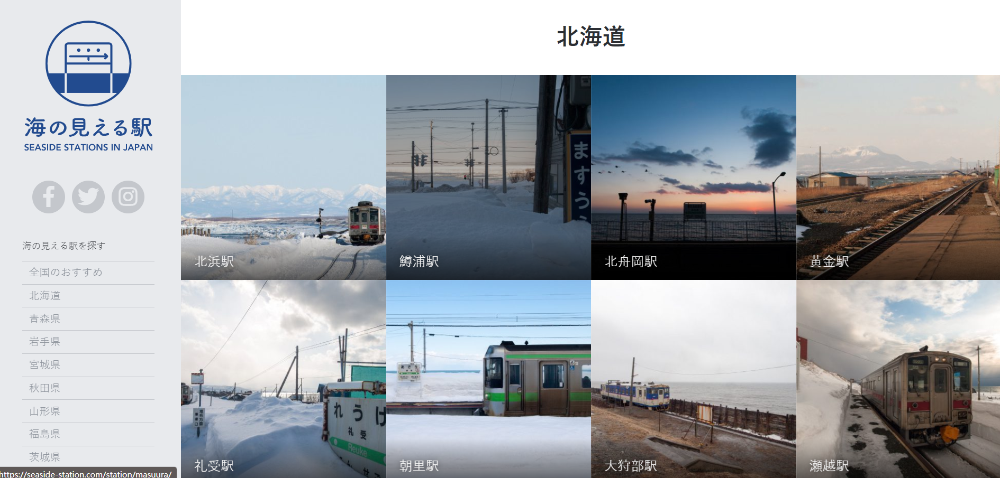 海の見える駅
SEASIDE STATIONS IN JAPAN
海の見える駅を探す
全国のおすすめ
北海道
青森県
岩手県
宮城県
秋田県
山形県
福島県
茨城県
https://seaside-station.com/station/masuura/
北海道
北浜駅
ますう
鱒浦駅
北舟岡駅
黄金駅
れうけ
礼受
Reuke
礼受駅
あさり
朝里駅
大狩部駅
瀬越駅